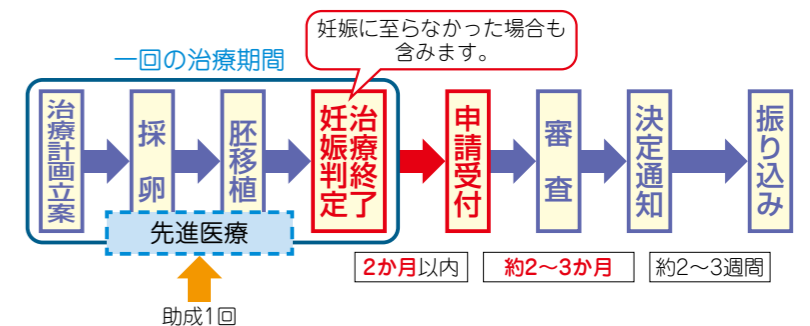 妊娠に至らなかった場合も
含みます。
一回の治療期間
治療計画立案
採卵
胚移植
治療終了
妊娠判定
申請受付
審査
決定通知
振り込み
先進医療
2か月以内
約2～3か月
約2～3週間
助成1回